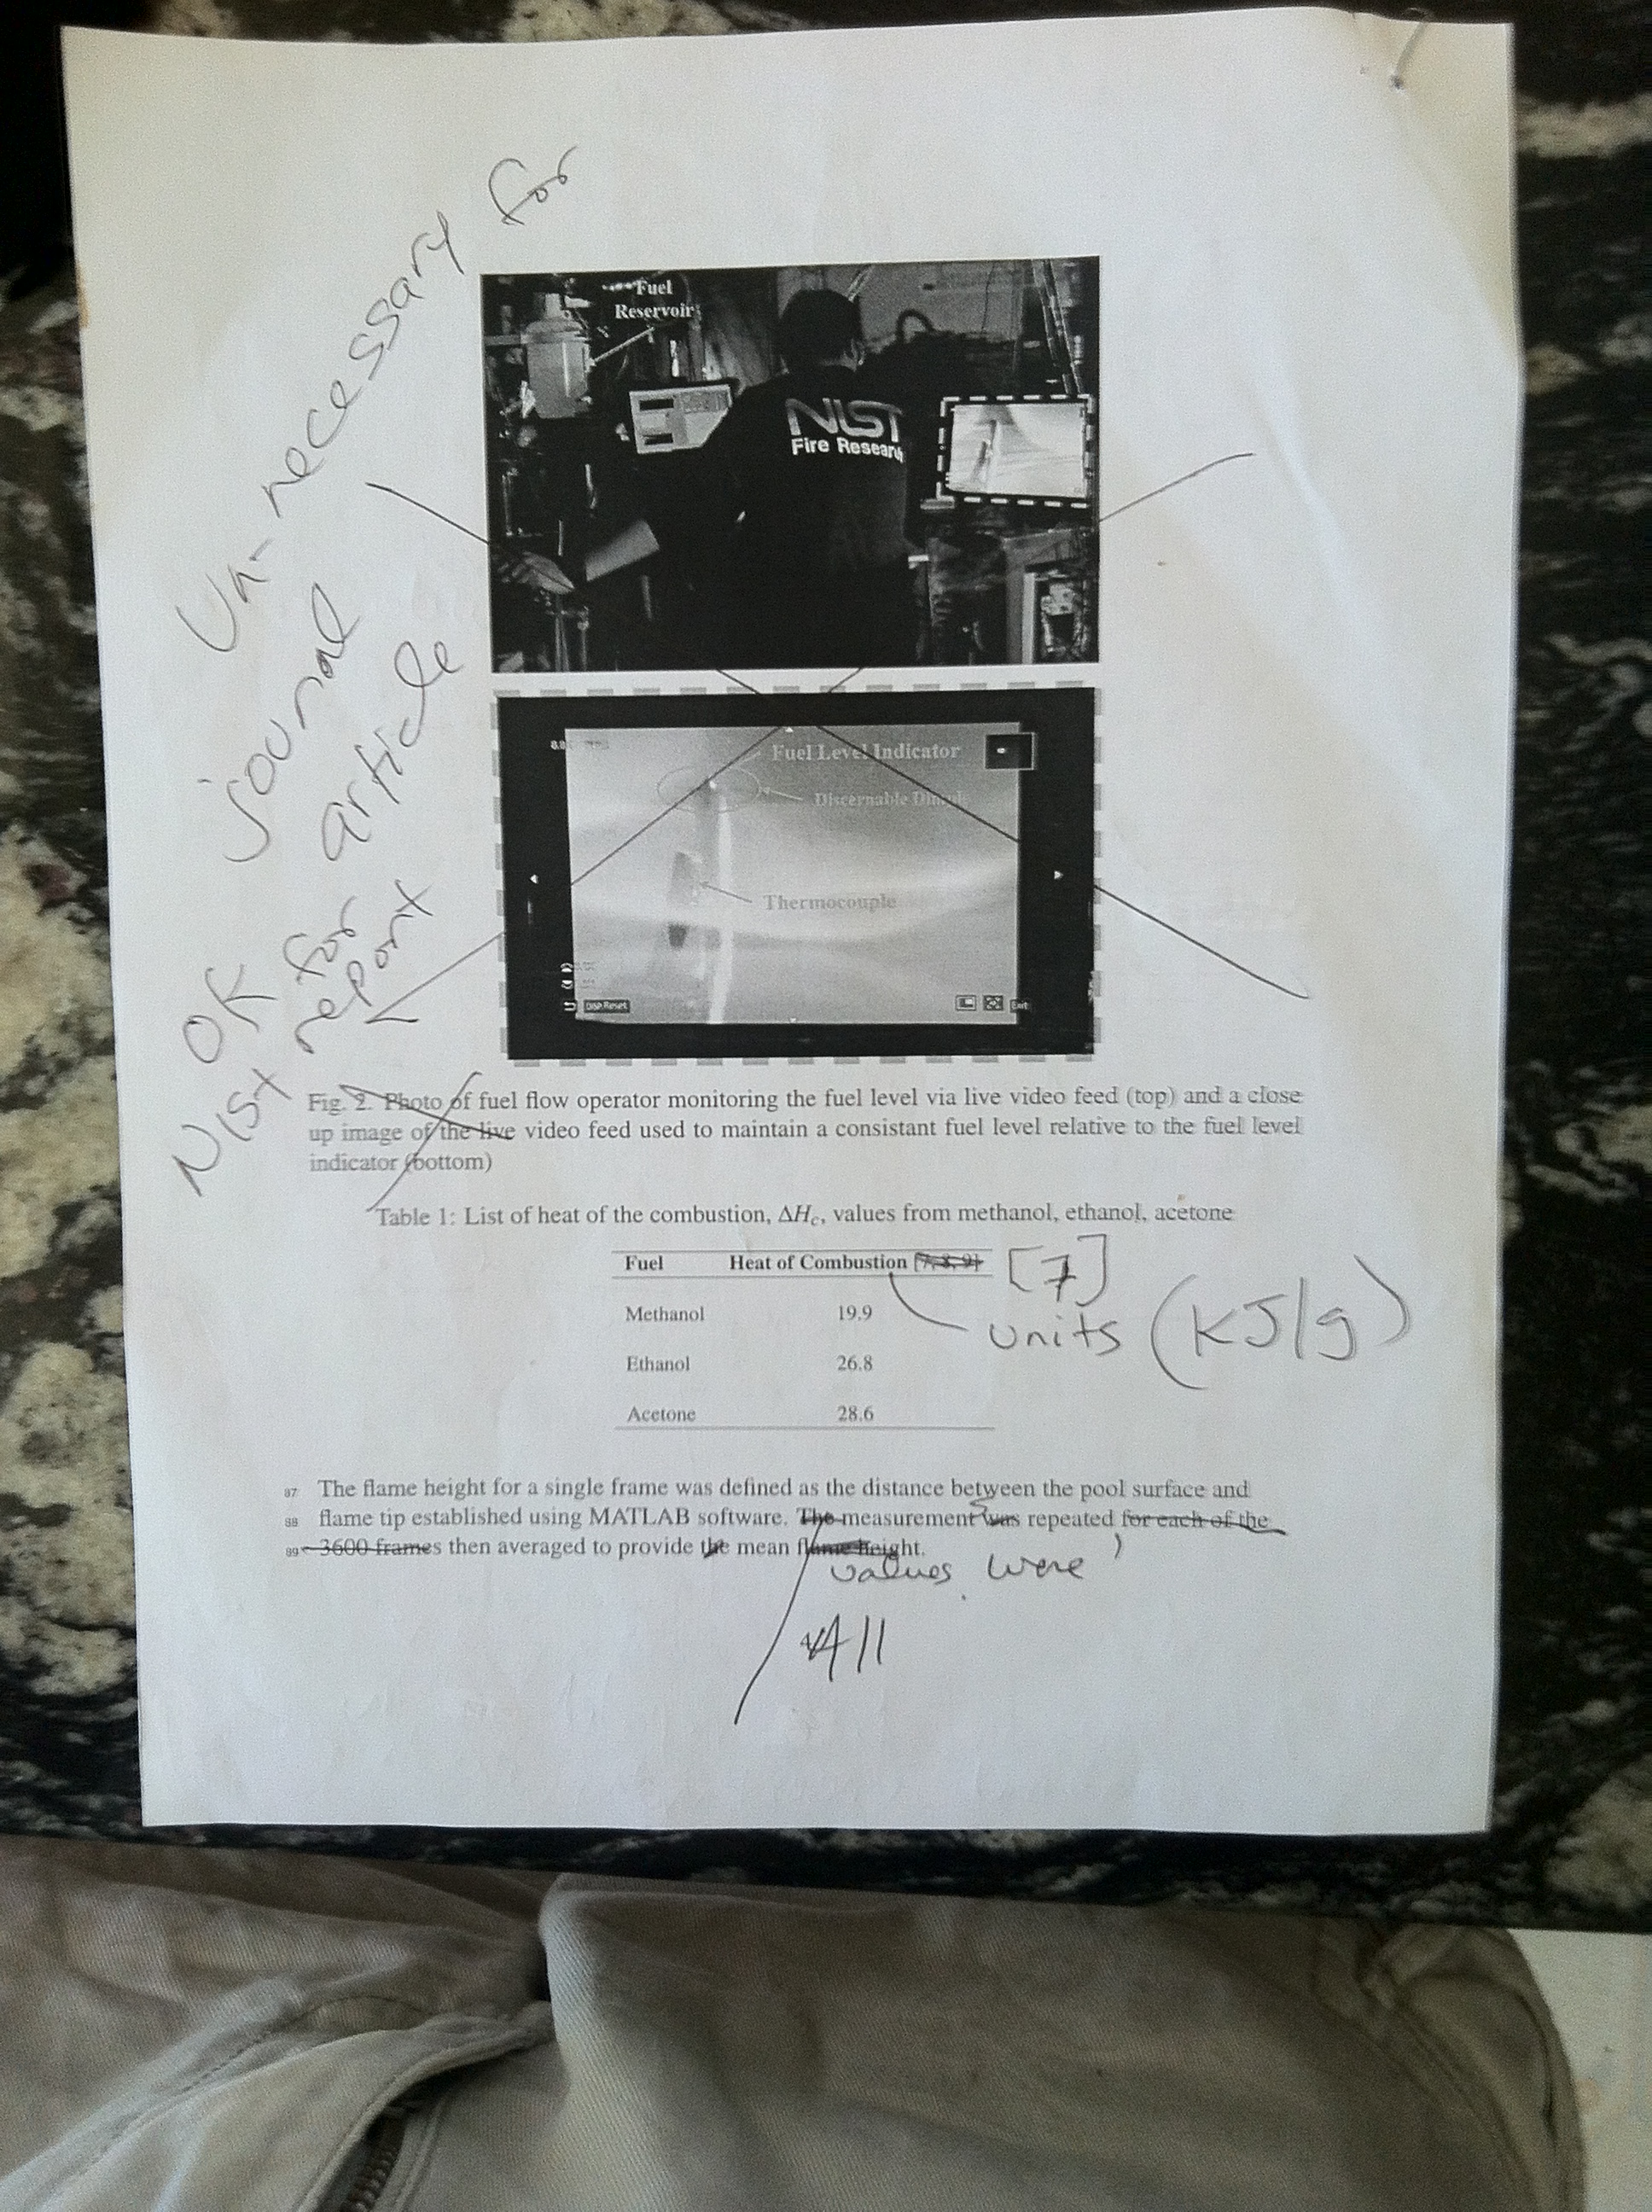 Un-necessary for
journal
article
OK for
Nist report
Fuel
Reservoir
NIST
Fire Research
Fuel Level Indicator
Discernable
Thermocouple
DISP Reset
Exit
Fig. 2. Photo of fuel flow operator monitoring the fuel level via live video feed (top) and a close
up image of the live video feed used to maintain a consistant fuel level relative to the fuel level
indicator (bottom)
Table 1: List of heat of the combustion, ΔHc, values from methanol, ethanol, acetone
Fuel Heat of Combustion [7, 8, 9] [7]
units (KJ/g)
Methanol 19.9
Ethanol 26.8
Acetone 28.6
87 The flame height for a single frame was defined as the distance between the pool surface and
88 flame tip established using MATLAB software. The measurement was repeated for each of the
89 3600 frames then averaged to provide the mean flame height.
values were
4
All